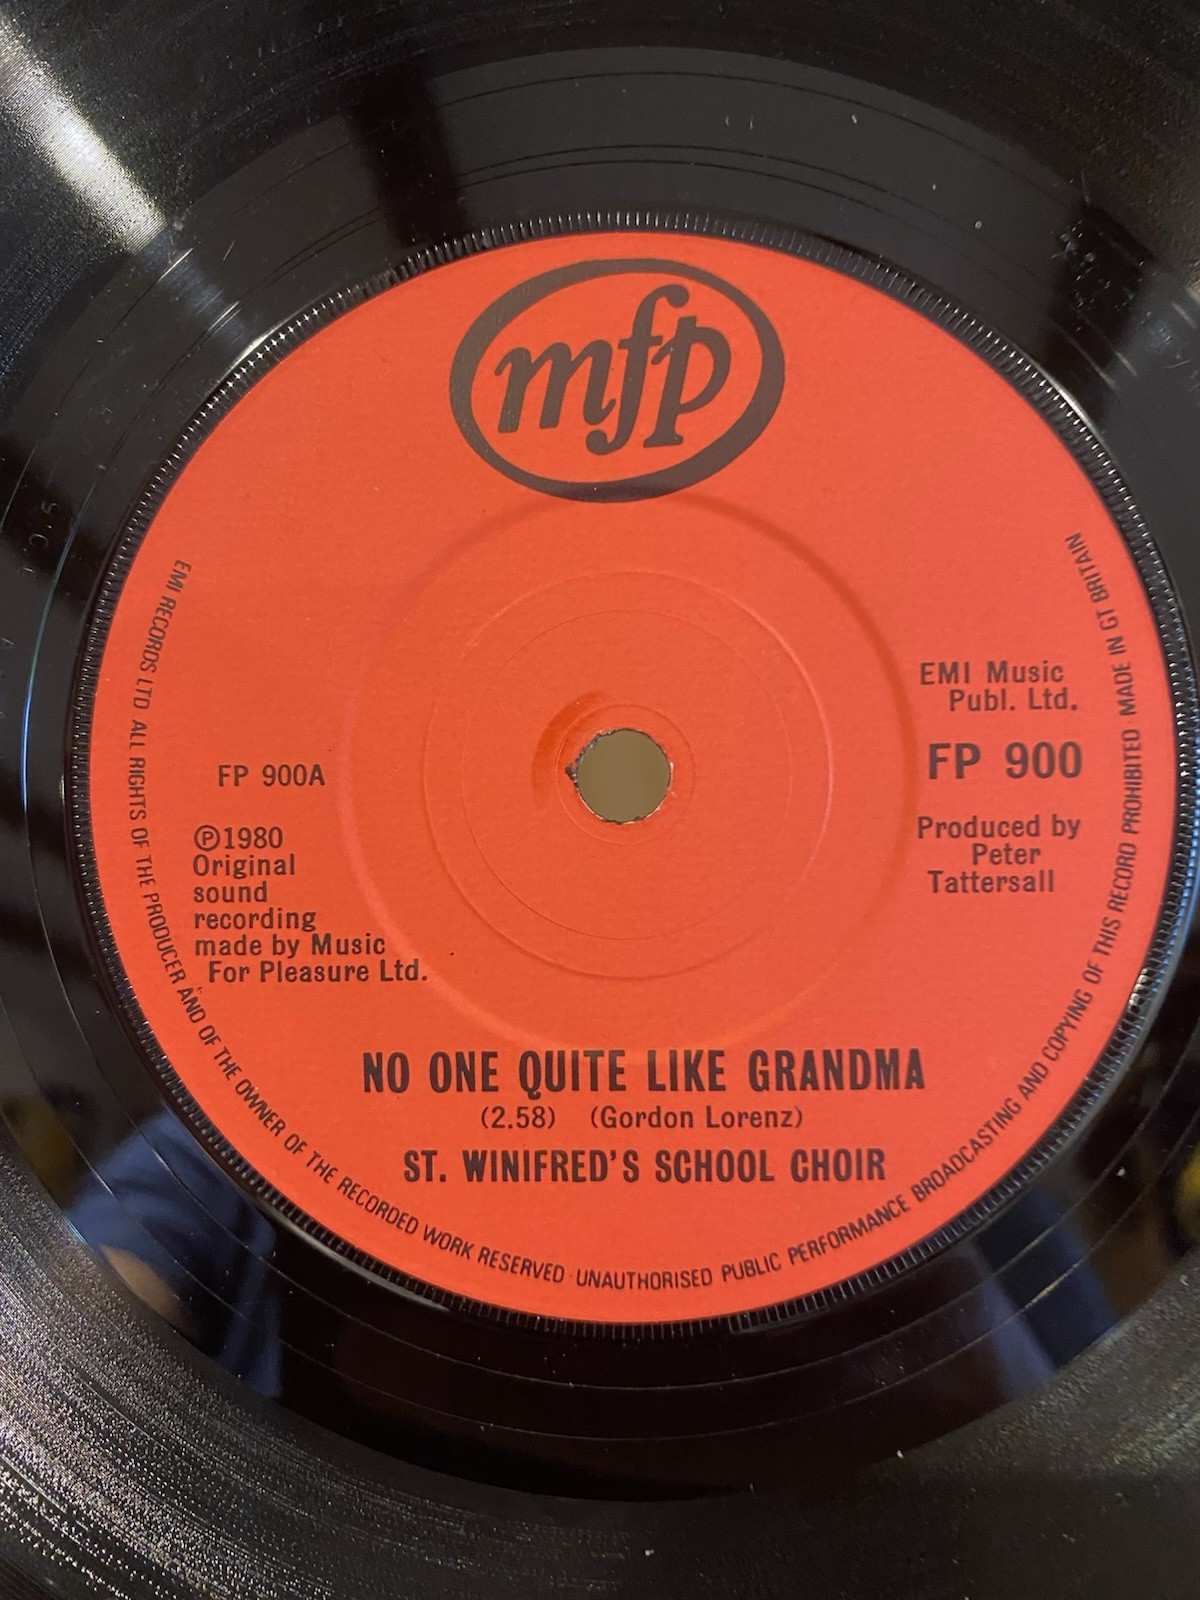 mfp
EMI Music
Publ. Ltd.
FP 900
Produced by
Peter
Tattersall
FP 900A
℗1980
Original
sound
recording
made by Music
For Pleasure Ltd.
NO ONE QUITE LIKE GRANDMA
(2.58) (Gordon Lorenz)
ST. WINIFRED'S SCHOOL CHOIR
EMI RECORDS LTD ALL RIGHTS OF THE PRODUCER AND OF THE OWNER OF THE RECORDED WORK RESERVED · UNAUTHORISED PUBLIC PERFORMANCE BROADCASTING AND COPYING OF THIS RECORD PROHIBITED · MADE IN GT BRITAIN